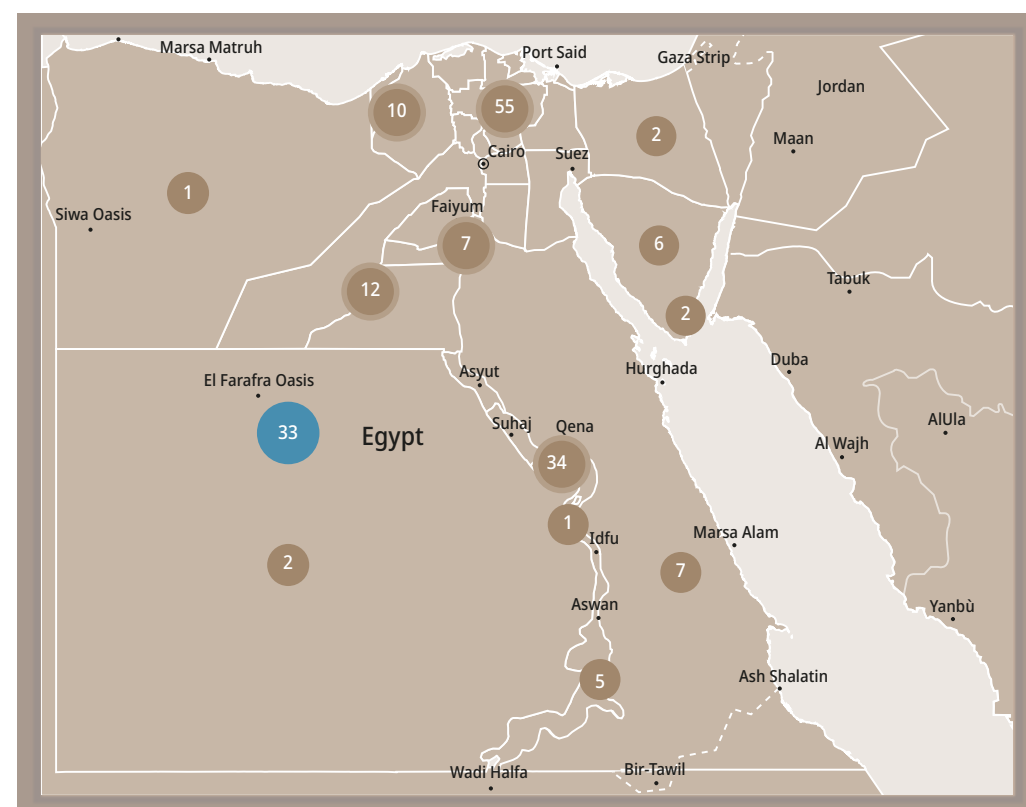 Marsa Matruh
Port Said
Gaza Strip
Jordan
10
55
2
Maan
Cairo
Suez
1
Siwa Oasis
Faiyum
7
6
Tabuk
12
2
Asyut
Hurghada
Duba
El Farafra Oasis
33
Egypt
Suhaj
Qena
AlUla
Al Wajh
34
1
Idfu
Marsa Alam
2
7
Aswan
Yanbù
5
Ash Shalatin
Wadi Halfa
Bir-Tawil